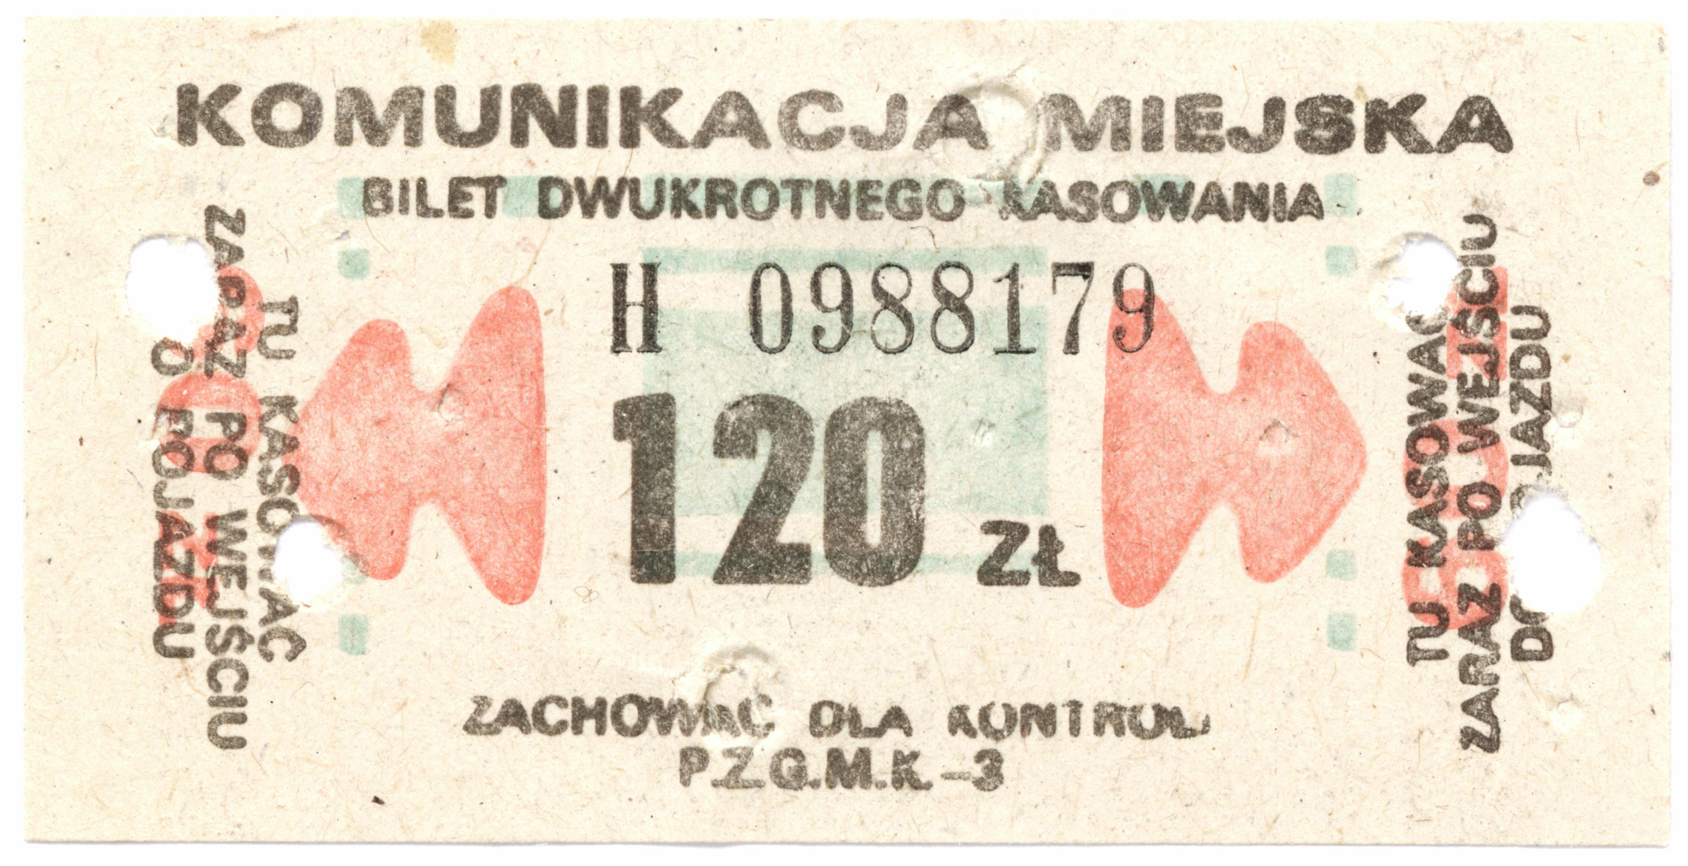 KOMUNIKACJA MIEJSKA
BILET DWUKROTNEGO KASOWANIA
H 0988179
120 ZŁ
TU KASOWAĆ
ZARAZ PO WEJŚCIU
DO POJAZDU
TU KASOWAĆ
ZARAZ PO WEJŚCIU
DO POJAZDU
ZACHOWAĆ DLA KONTROLI
P.Z.G.M.K.-3